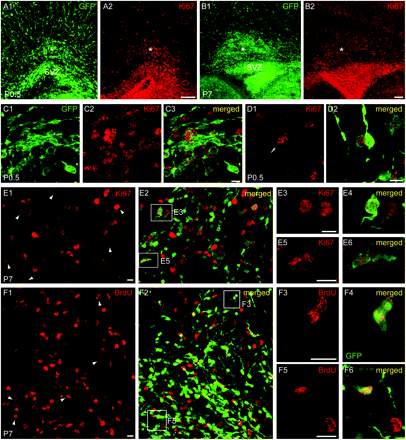 A1 GFP
**
SVZ
P0.5
A2 Ki67
*
B1 GFP
*
SVZ
P7
B2 Ki67
*
C1 GFP
P0.5
C2 Ki67
C3 merged
D1 Ki67
P0.5
D2 merged
E1 Ki67
P7
E2 merged
E3
E5
E3 Ki67
E4 merged
E5 Ki67
E6 merged
F1 BrdU
P7
F2 merged
F3
F5
F3 BrdU
F4 merged
GFP
F5 BrdU
F6 merged